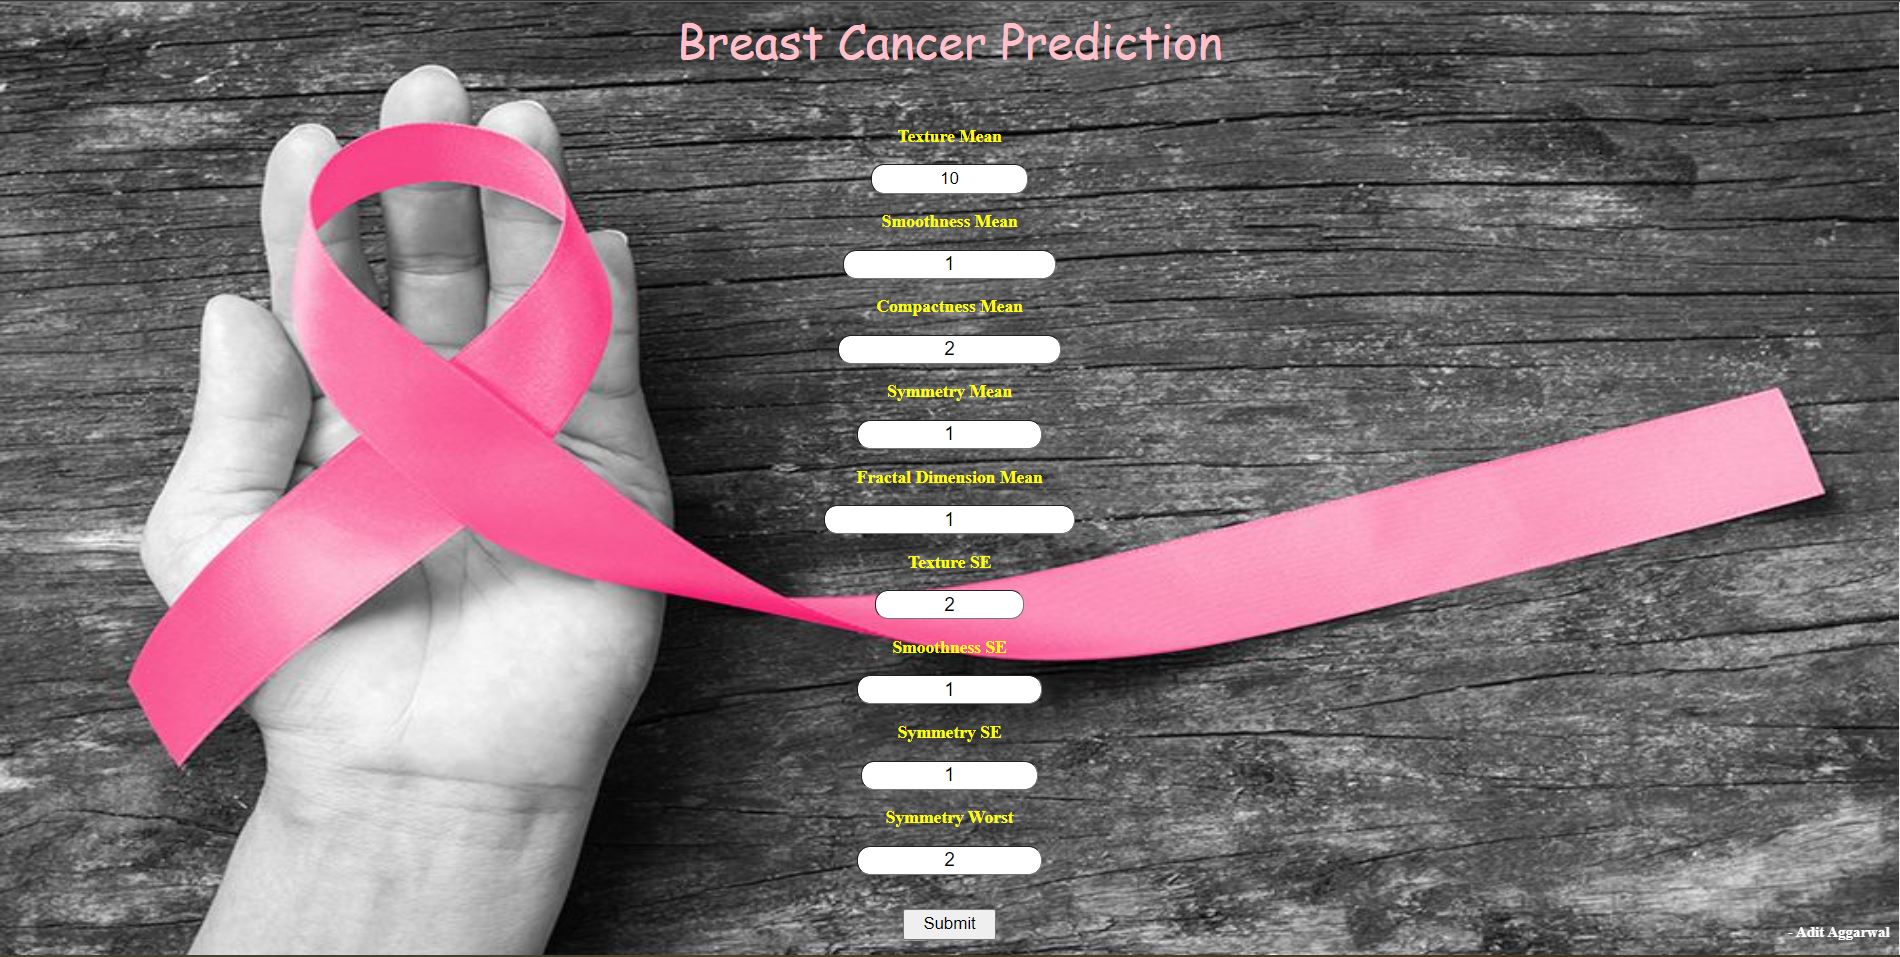 Breast Cancer Prediction
Texture Mean
10
Smoothness Mean
1
Compactness Mean
2
Symmetry Mean
1
Fractal Dimension Mean
1
Texture SE
2
Smoothness SE
1
Symmetry SE
1
Symmetry Worst
2
Submit
- Adit Aggarwal